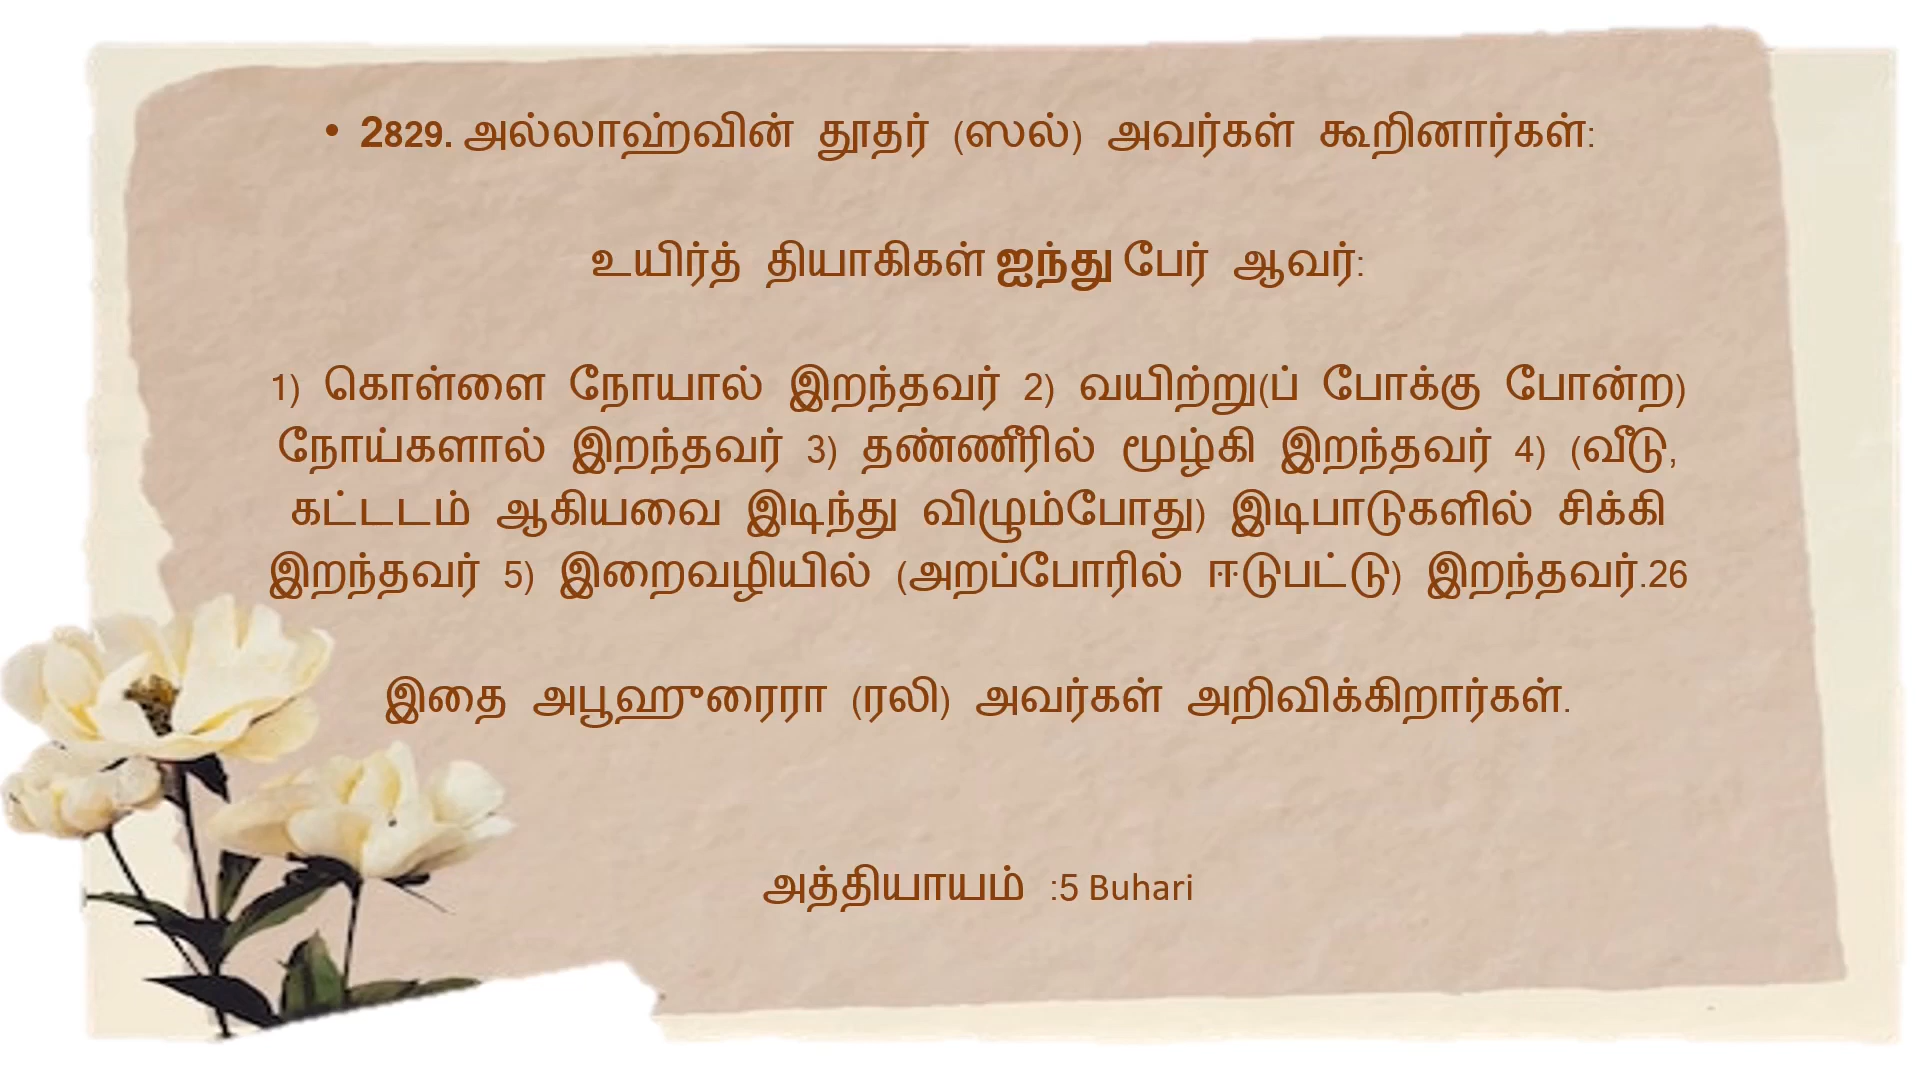 • 2829. அல்லாஹ்வின் தூதர் (ஸல்) அவர்கள் கூறினார்கள்:
உயிர்த் தியாகிகள் ஐந்து பேர் ஆவர்:
1) கொள்ளை நோயால் இறந்தவர் 2) வயிற்று(ப் போக்கு போன்ற)
நோய்களால் இறந்தவர் 3) தண்ணீரில் மூழ்கி இறந்தவர் 4) (வீடு,
கட்டடம் ஆகியவை இடிந்து விழும்போது) இடிபாடுகளில் சிக்கி
இறந்தவர் 5) இறைவழியில் (அறப்போரில் ஈடுபட்டு) இறந்தவர்.26
இதை அபூஹுரைரா (ரலி) அவர்கள் அறிவிக்கிறார்கள்.
அத்தியாயம் :5 Buhari